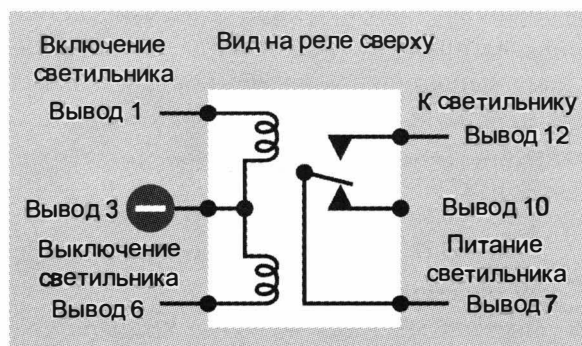 Включение
светильника
Вид на реле сверху
Вывод 1
К светильнику
Вывод 12
Вывод 3
Вывод 10
Выключение
светильника
Питание
светильника
Вывод 6
Вывод 7